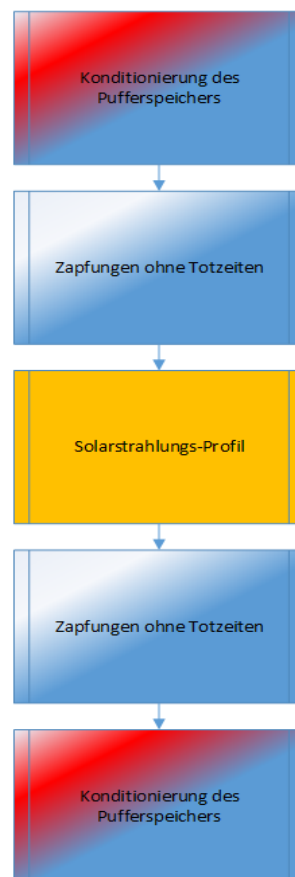 Konditionierung des
Pufferspeichers
Zapfungen ohne Totzeiten
Solarstrahlungs-Profil
Zapfungen ohne Totzeiten
Konditionierung des
Pufferspeichers